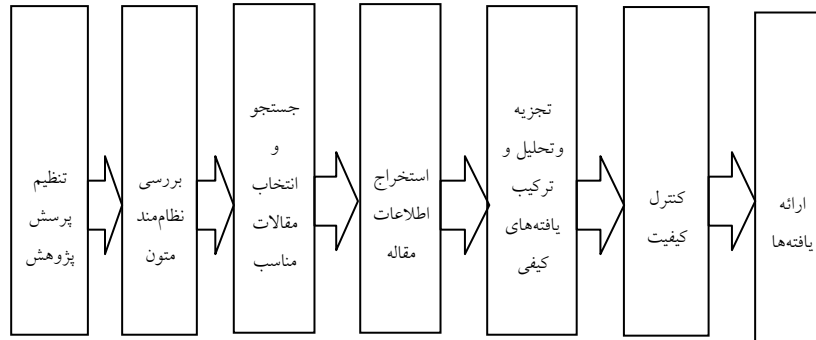 تنظیم
پرسش
پژوهش
بررسی
نظام‌مند
متون
جستجو
و
انتخاب
مقالات
مناسب
استخراج
اطلاعات
مقاله
تجزیه
وتحلیل و
ترکیب
یافته‌های
کیفی
کنترل
کیفیت
ارائه
یافته‌ها